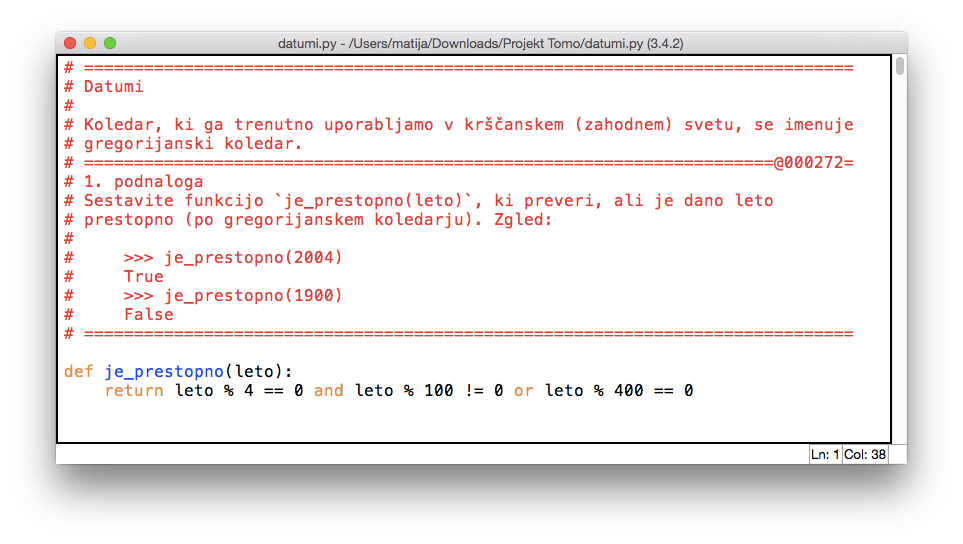 datumi.py - /Users/matija/Downloads/Projekt Tomo/datumi.py (3.4.2)
# =============================================================================
# Datumi
#
# Koledar, ki ga trenutno uporabljamo v krščanskem (zahodnem) svetu, se imenuje
# gregorijanski koledar.
# =====================================================================@000272=
# 1. podnaloga
# Sestavite funkcijo `je_prestopno(leto)`, ki preveri, ali je dano leto
# prestopno (po gregorijanskem koledarju). Zgled:
#
#     >>> je_prestopno(2004)
#     True
#     >>> je_prestopno(1900)
#     False
# =============================================================================
def je_prestopno(leto):
    return leto % 4 == 0 and leto % 100 != 0 or leto % 400 == 0
Ln: 1 Col: 38